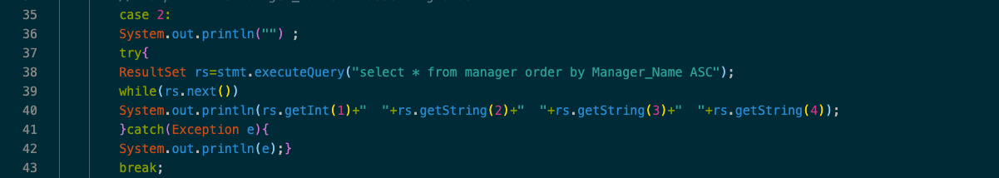 35 case 2:
36 System.out.println("") ;
37 try{
38 ResultSet rs=stmt.executeQuery("select * from manager order by Manager_Name ASC");
39 while(rs.next())
40 System.out.println(rs.getInt(1)+"  "+rs.getString(2)+"  "+rs.getString(3)+"  "+rs.getString(4));
41 }catch(Exception e){
42 System.out.println(e);}
43 break;